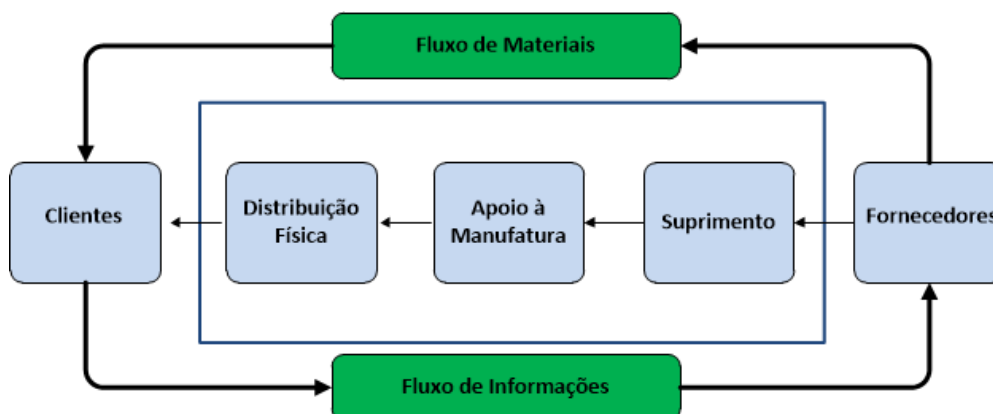 Fluxo de Materiais
Clientes
Distribuição
Física
Apoio à
Manufatura
Suprimento
Fornecedores
Fluxo de Informações